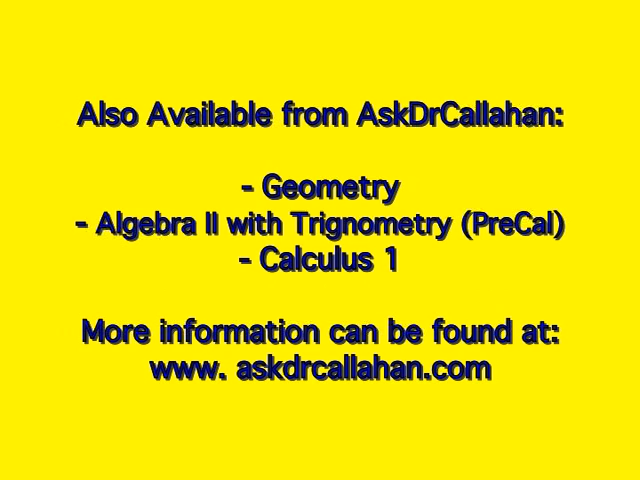 Also Available from AskDrCallahan:
- Geometry
- Algebra II with Trignometry (PreCal)
- Calculus 1
More information can be found at:
www. askdrcallahan.com